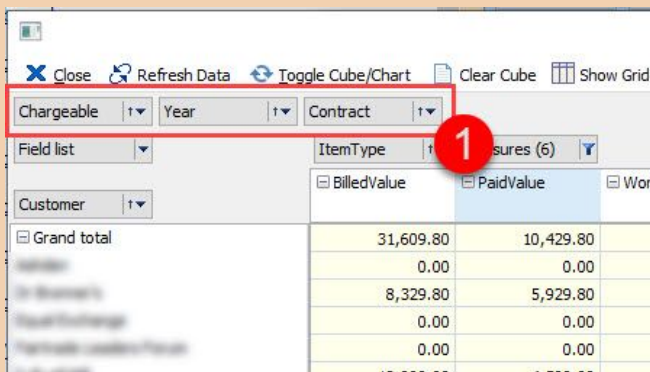 Close Refresh Data Toggle Cube/Chart Clear Cube Show Grid
Chargeable Year Contract
1
Field list ItemType sures (6)
BilledValue PaidValue Wor
Customer
Grand total 31,609.80 10,429.80
0.00 0.00
8,329.80 5,929.80
0.00 0.00
0.00 0.00